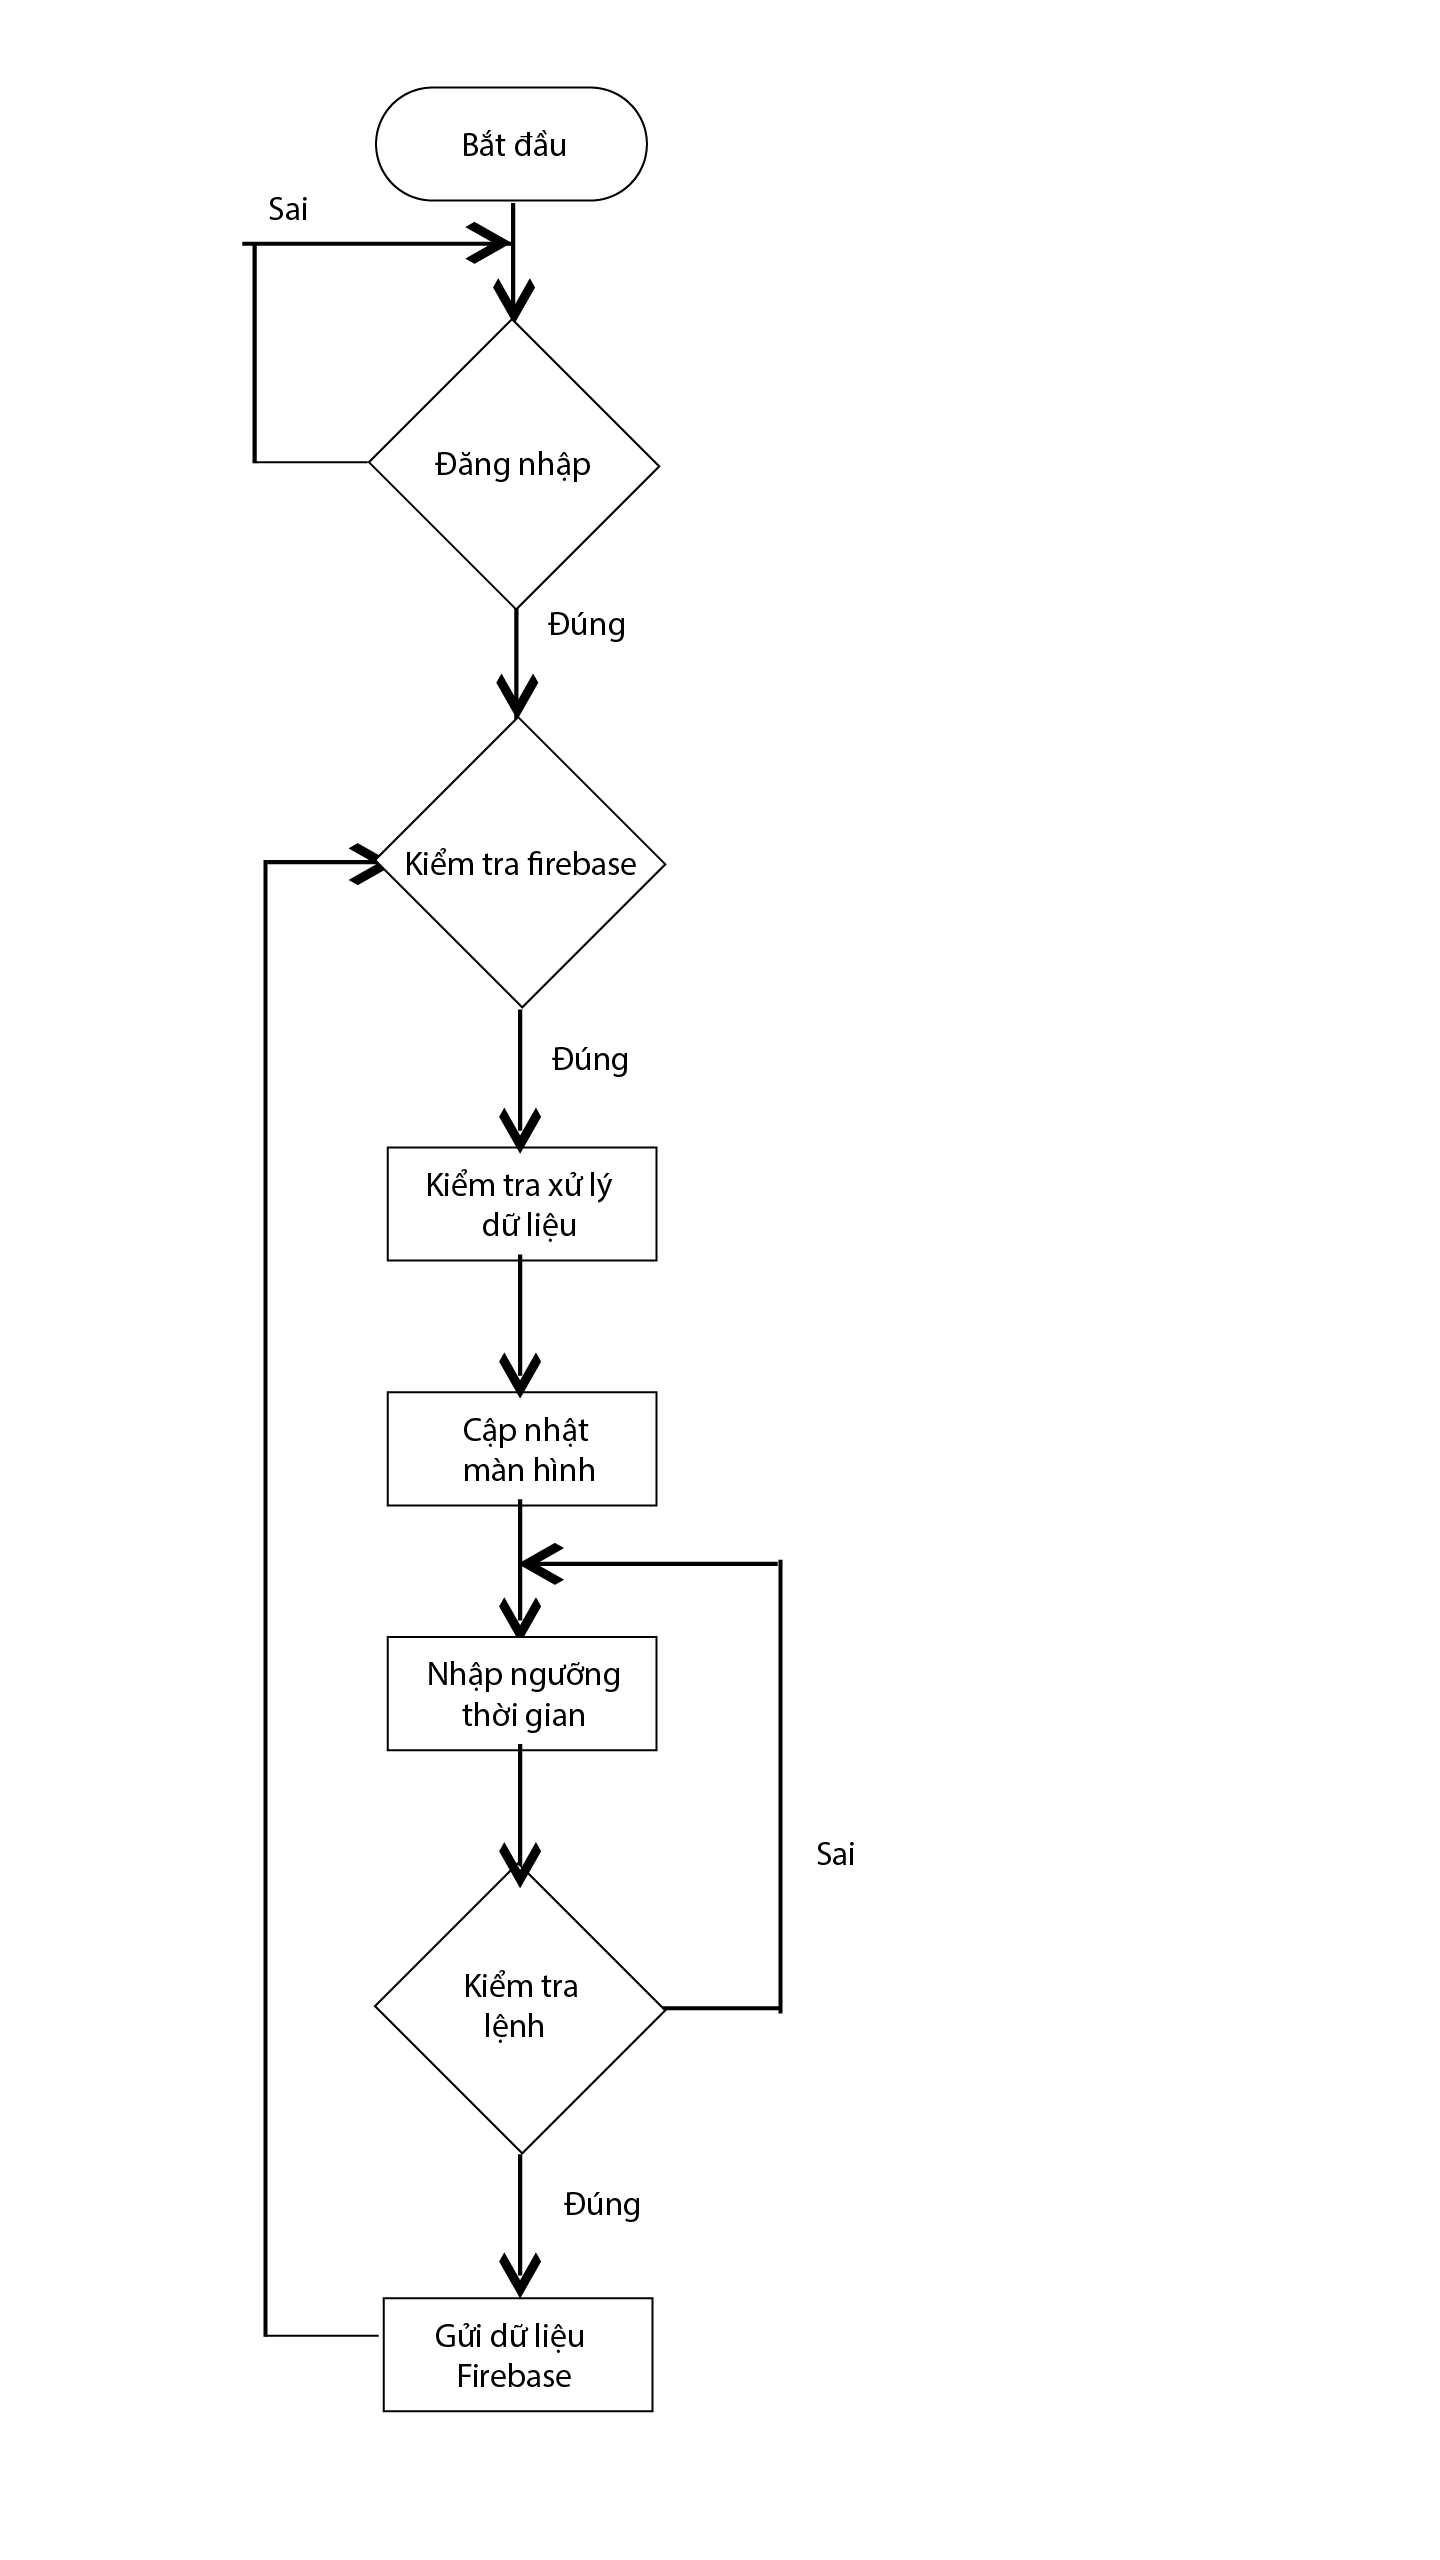 Bắt đầu
Sai
Đăng nhập
Đúng
Kiểm tra firebase
Đúng
Kiểm tra xử lý
dữ liệu
Cập nhật
màn hình
Nhập ngưỡng
thời gian
Sai
Kiểm tra
lệnh
Đúng
Gửi dữ liệu
Firebase